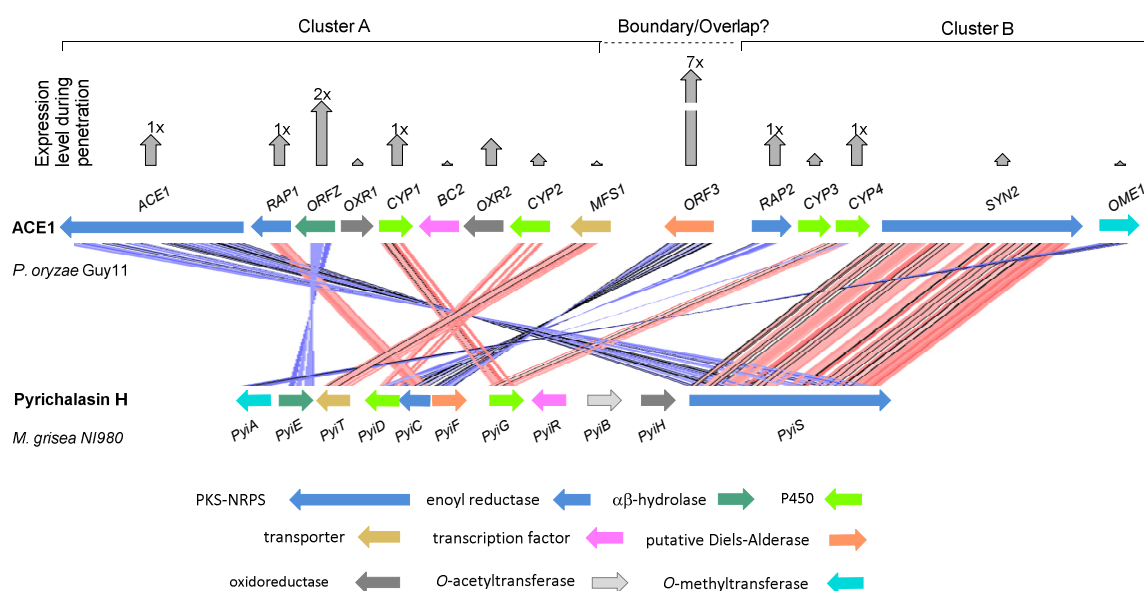 Cluster A
Boundary/Overlap?
Cluster B
Expression
level during
penetration
1x
1x
2x
1x
7x
1x
1x
ACE1
RAP1
ORFZ
OXR1
CYP1
BC2
OXR2
CYP2
MFS1
ORF3
RAP2
CYP3
CYP4
SYN2
OME1
ACE1
P. oryzae Guy11
Pyrichalasin H
M. grisea NI980
PyiA
PyiE
PyiT
PyiD
PyiC
PyiF
PyiG
PyiR
PyiB
PyiH
PyiS
PKS-NRPS
enoyl reductase
αβ-hydrolase
P450
transporter
transcription factor
putative Diels-Alderase
oxidoreductase
O-acetyltransferase
O-methyltransferase